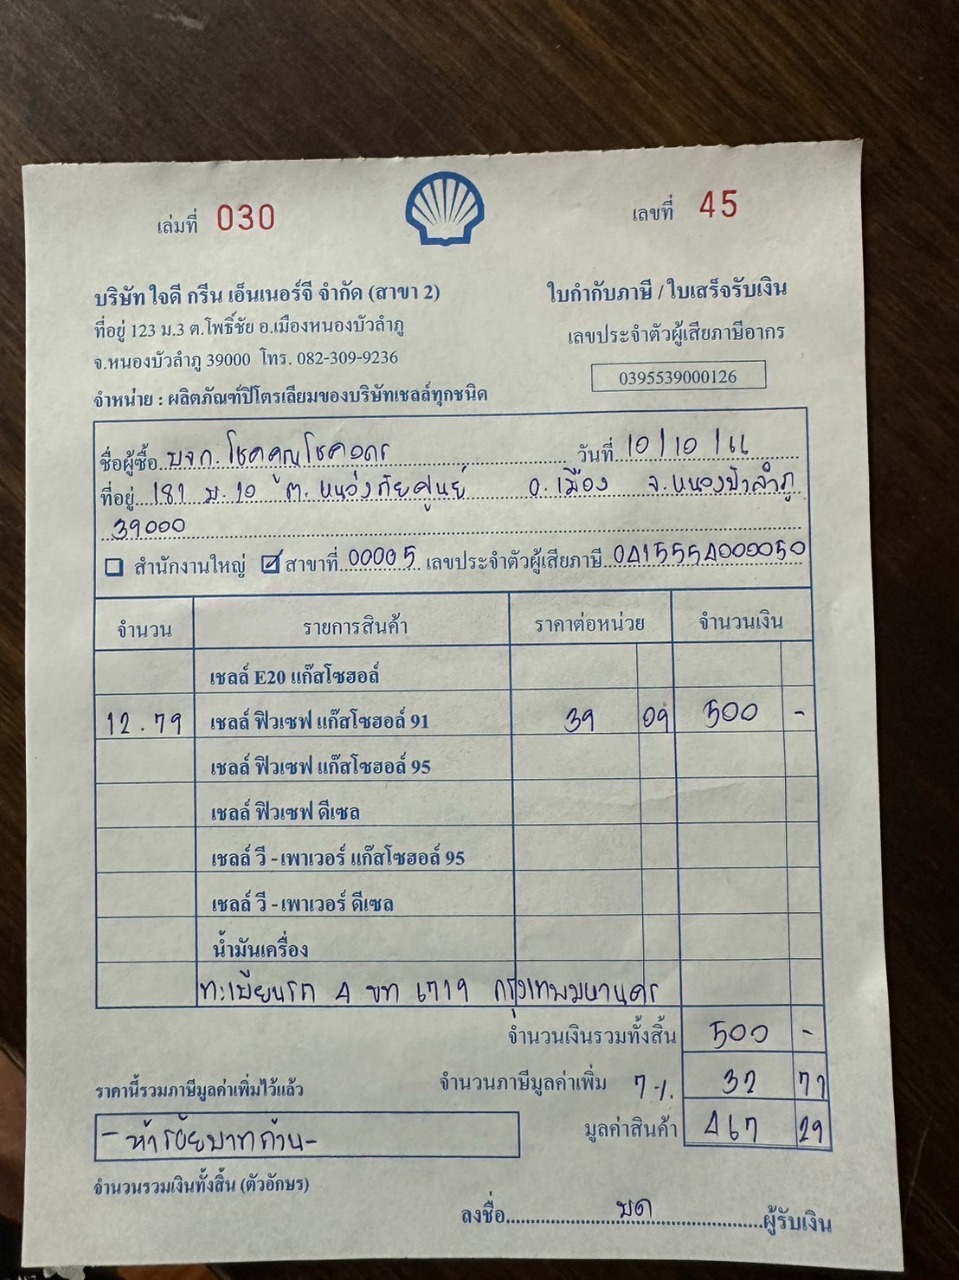 เล่มที่ 030
เลขที่ 45
บริษัท ใจดี กรีน เอ็นเนอร์จี จำกัด (สาขา 2)
ที่อยู่ 123 ม.3 ต.โพธิ์ชัย อ.เมืองหนองบัวลำภู
จ.หนองบัวลำภู 39000 โทร. 082-309-9236
จำหน่าย : ผลิตภัณฑ์ปิโตรเลียมของบริษัทเชลล์ทุกชนิด
ใบกำกับภาษี / ใบเสร็จรับเงิน
เลขประจำตัวผู้เสียภาษีอากร
0395539000126
ชื่อผู้ซื้อ บจก. โชคคูณโชคถาวร วันที่ 10/10/66
ที่อยู่ 181 ม.10 ต.หนองภัยศูนย์ อ.เมือง จ.หนองบัวลำภู
39000
สำนักงานใหญ่ ☑ สาขาที่ 00005 เลขประจำตัวผู้เสียภาษี 0415554000050
จำนวน รายการสินค้า ราคาต่อหน่วย จำนวนเงิน
เชลล์ E20 แก๊สโซฮอล์
12.79 เชลล์ ฟิวเซฟ แก๊สโซฮอล์ 91 39 09 500 -
เชลล์ ฟิวเซฟ แก๊สโซฮอล์ 95
เชลล์ ฟิวเซฟ ดีเซล
เชลล์ วี - เพาเวอร์ แก๊สโซฮอล์ 95
เชลล์ วี - เพาเวอร์ ดีเซล
น้ำมันเครื่อง
ทะเบียนรถ 4 ขท 6719 กรุงเทพมหานคร
จำนวนเงินรวมทั้งสิ้น 500 -
ราคานี้รวมภาษีมูลค่าเพิ่มไว้แล้ว จำนวนภาษีมูลค่าเพิ่ม 7% 32 71
-ห้าร้อยบาทถ้วน- มูลค่าสินค้า 467 29
จำนวนรวมเงินทั้งสิ้น (ตัวอักษร)
ลงชื่อ มด ผู้รับเงิน